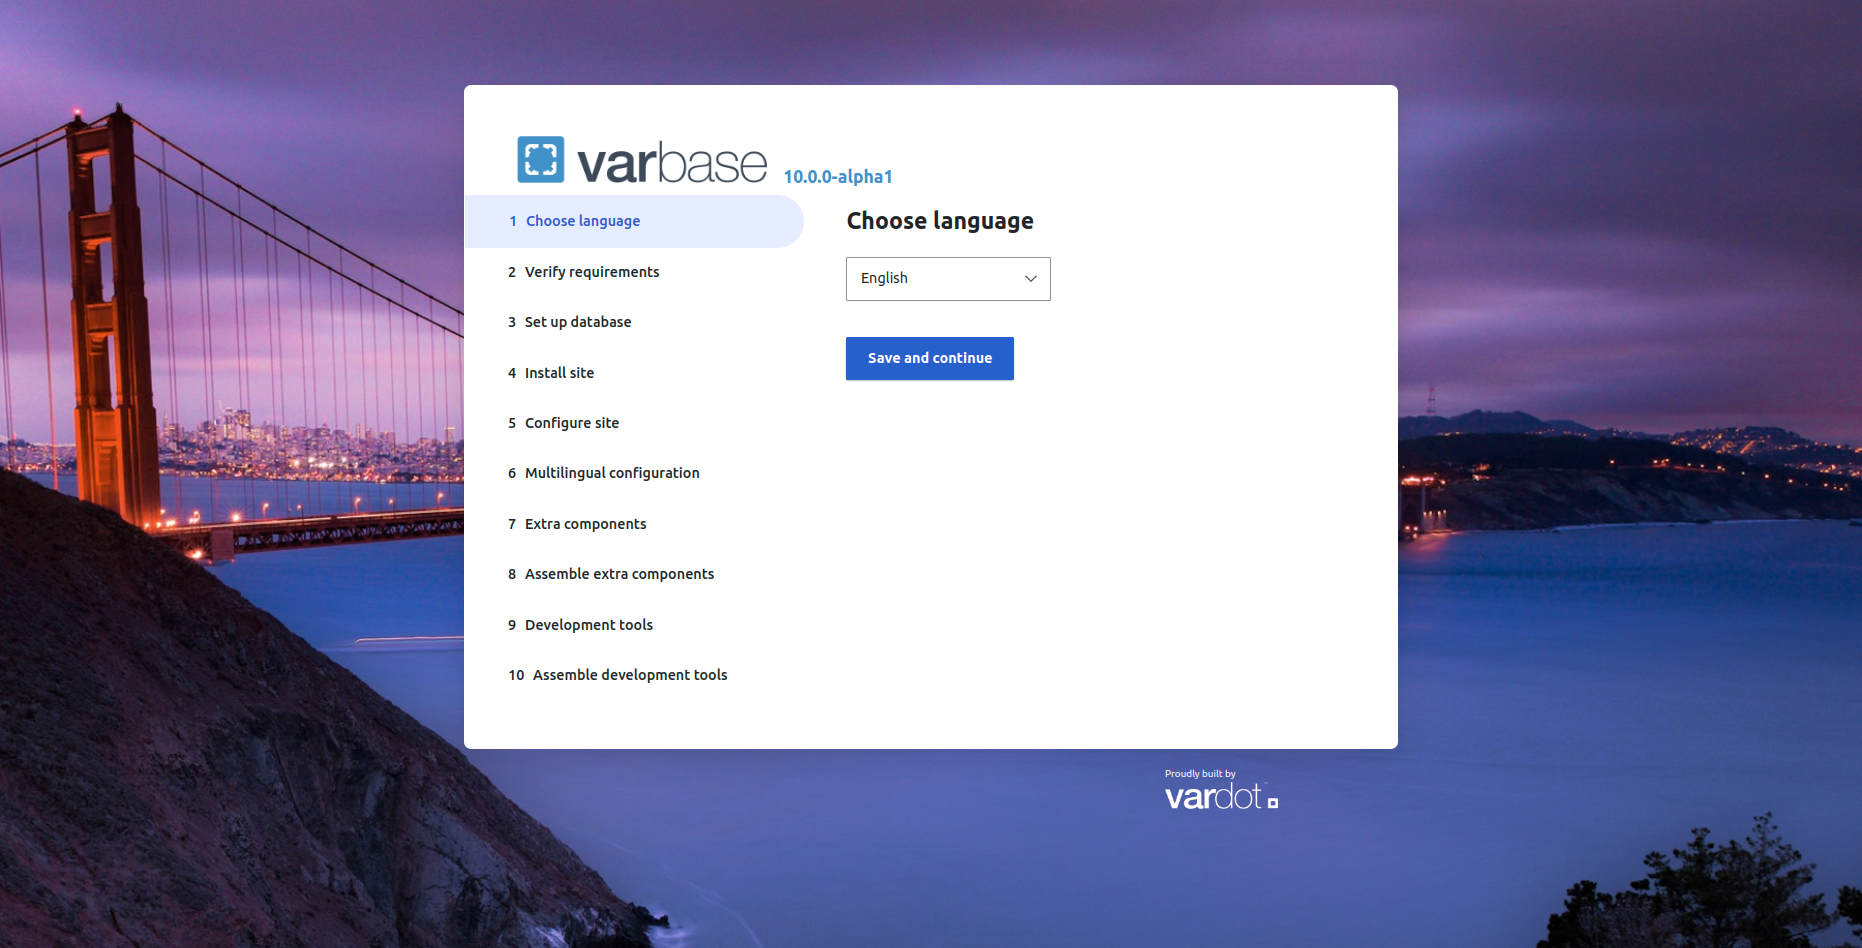 varbase 10.0.0-alpha1
1 Choose language
2 Verify requirements
3 Set up database
4 Install site
5 Configure site
6 Multilingual configuration
7 Extra components
8 Assemble extra components
9 Development tools
10 Assemble development tools
Choose language
English
Save and continue
Proudly built by
vardot